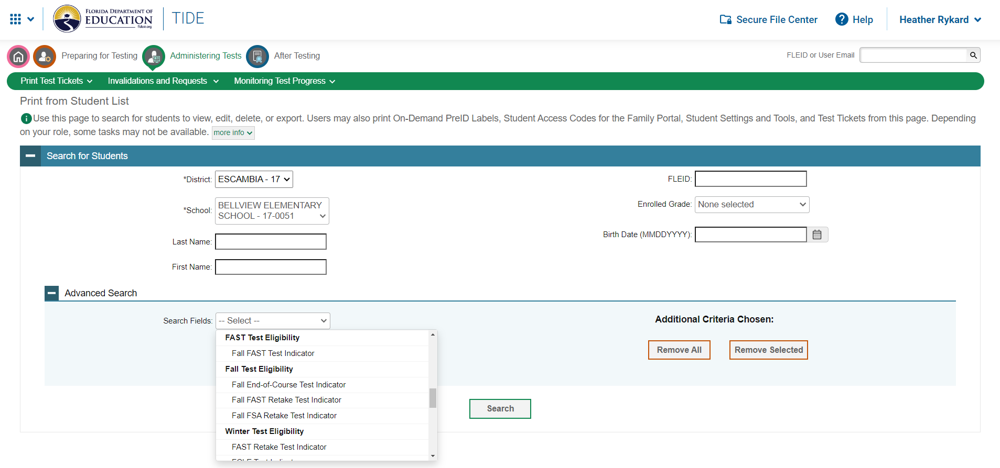 FLORIDA DEPARTMENT OF
EDUCATION
fldoe.org
TIDE
Secure File Center
Help
Heather Rykard
Preparing for Testing
Administering Tests
After Testing
FLEID or User Email
Print Test Tickets
Invalidations and Requests
Monitoring Test Progress
Print from Student List
Use this page to search for students to view, edit, delete, or export. Users may also print On-Demand PreID Labels, Student Access Codes for the Family Portal, Student Settings and Tools, and Test Tickets from this page. Depending
on your role, some tasks may not be available. more info
Search for Students
*District: ESCAMBIA - 17
FLEID:
*School: BELLVIEW ELEMENTARY
SCHOOL - 17-0051
Enrolled Grade: None selected
Last Name:
Birth Date (MMDDYYYY):
First Name:
Advanced Search
Search Fields: -- Select --
Additional Criteria Chosen:
FAST Test Eligibility
Remove All
Remove Selected
Fall FAST Test Indicator
Fall Test Eligibility
Fall End-of-Course Test Indicator
Fall FAST Retake Test Indicator
Search
Fall FSA Retake Test Indicator
Winter Test Eligibility
FAST Retake Test Indicator